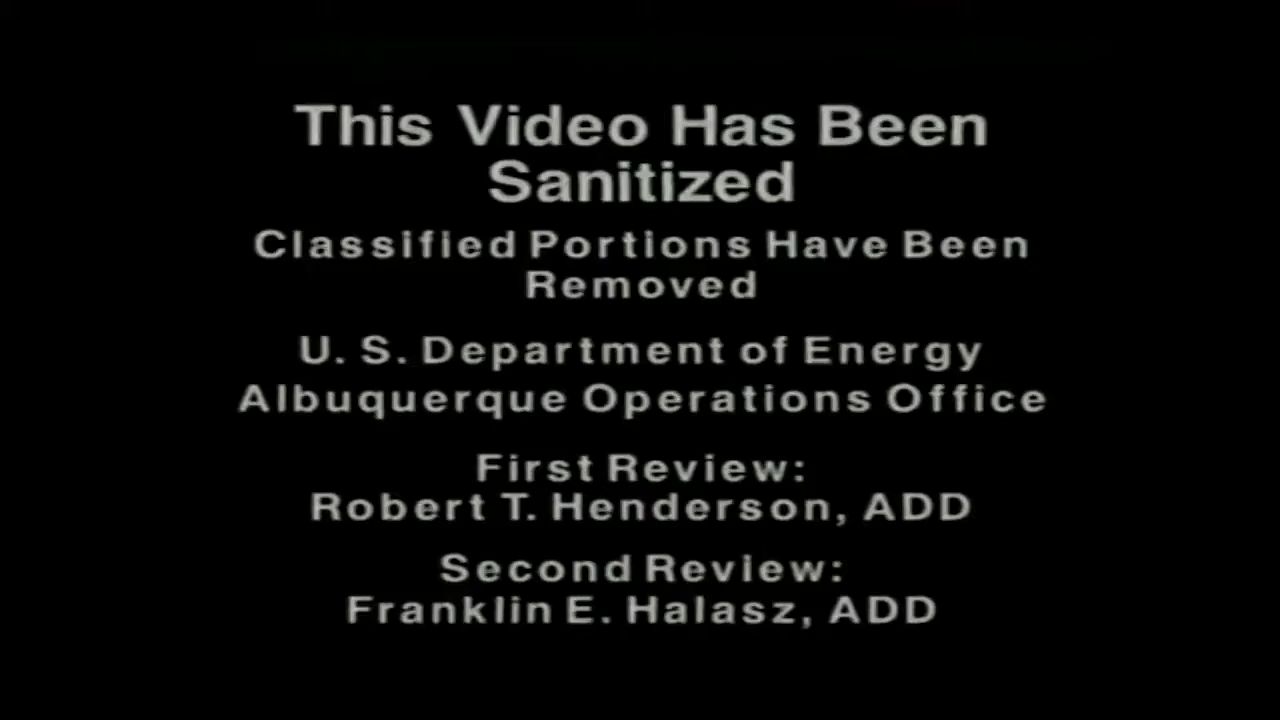 This Video Has Been
Sanitized
Classified Portions Have Been
Removed
U. S. Department of Energy
Albuquerque Operations Office
First Review:
Robert T. Henderson, ADD
Second Review:
Franklin E. Halasz, ADD